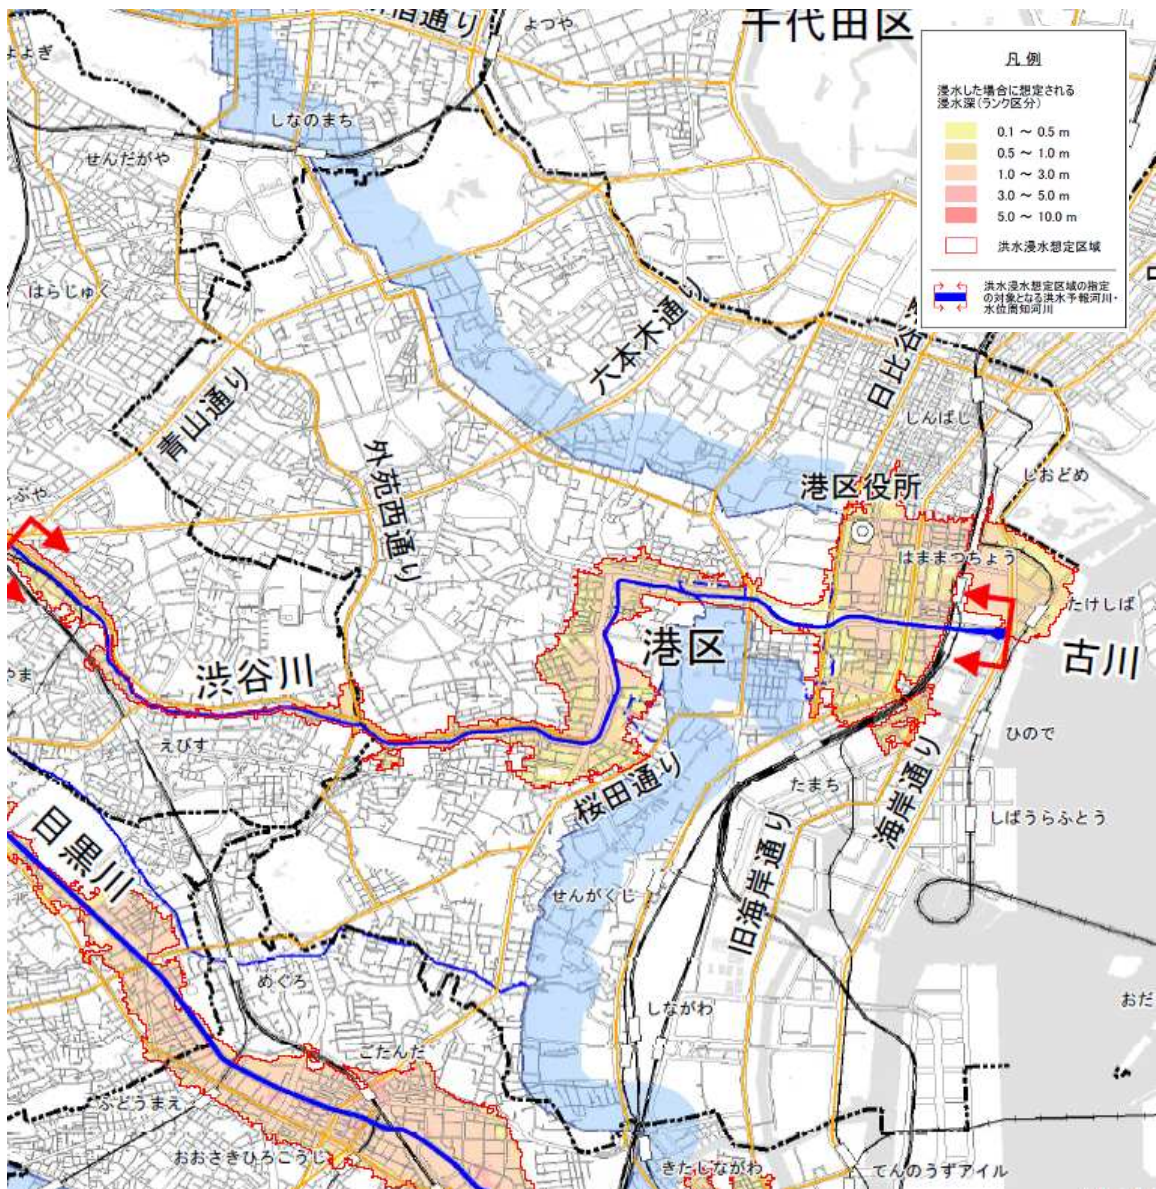 よつや
千代田区
よよぎ
凡例
浸水した場合に想定される
浸水深(ランク区分)
0.1 ～ 0.5 m
0.5 ～ 1.0 m
1.0 ～ 3.0 m
3.0 ～ 5.0 m
5.0 ～ 10.0 m
洪水浸水想定区域
洪水浸水想定区域の指定
の対象となる洪水予報河川・
水位周知河川
しなのまち
せんだがや
はらじゅく
六本木通り
青山通り
しんばし
外苑西通り
港区役所
しおどめ
はままつちょう
たけしば
港区
古川
渋谷川
えびす
ひので
桜田通り
たまち
海岸通り
しばうらふとう
目黒川
せんがくじ
旧海岸通り
めぐろ
しながわ
ごたんだ
ふどうまえ
おおさきひろこうじ
きたしながわ
てんのうずアイル